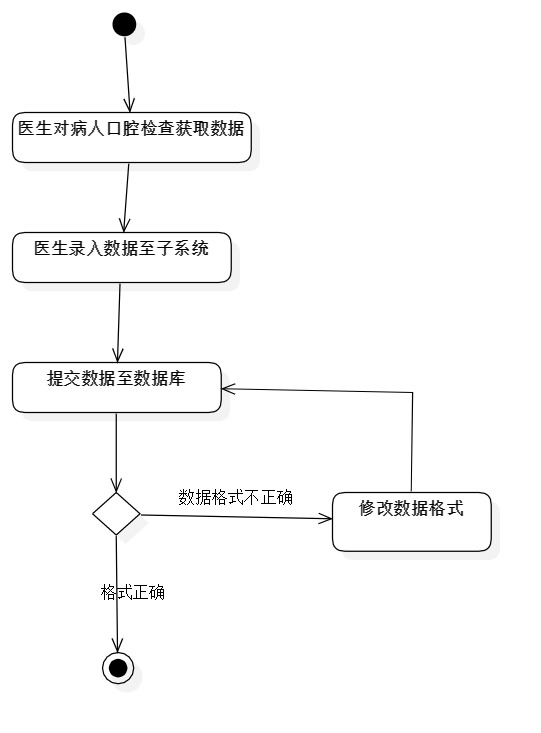 医生对病人口腔检查获取数据
医生录入数据至子系统
提交数据至数据库
数据格式不正确
修改数据格式
格式正确